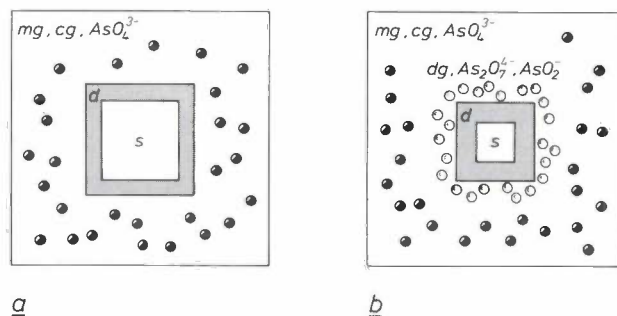 mg, cg, AsO₄³⁻
d
s
a
mg, cg, AsO₄³⁻
dg, As₂O₇⁴⁻, AsO₂⁻
d
s
b